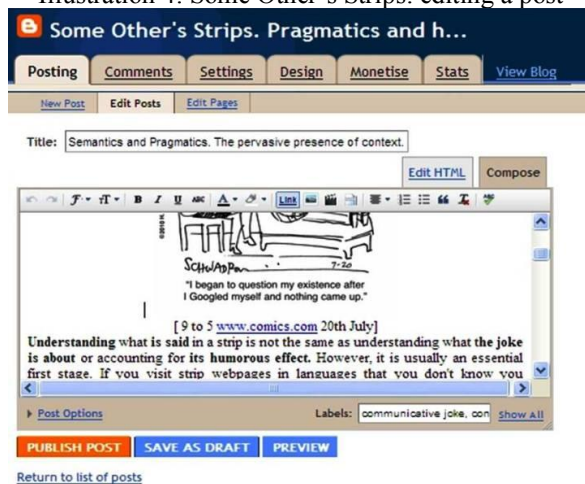 Illustration 4: Some Other's Strips: editing a post
Some Other's Strips. Pragmatics and h...
Posting Comments Settings Design Monetise Stats View Blog
New Post Edit Posts Edit Pages
Title: Semantics and Pragmatics. The pervasive presence of context.
Edit HTML Compose
Link
SCHWADRON 7-20
"I began to question my existence after
I Googled myself and nothing came up."
[ 9 to 5 www.comics.com 20th July]
Understanding what is said in a strip is not the same as understanding what the joke
is about or accounting for its humorous effect. However, it is usually an essential
first stage. If you visit strip webpages in languages that you don't know you
Post Options Labels: communicative joke, con Show All
PUBLISH POST SAVE AS DRAFT PREVIEW
Return to list of posts